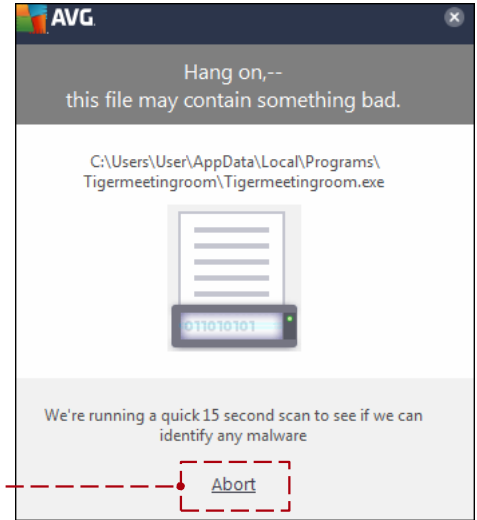 AVG.
Hang on,--
this file may contain something bad.
C:\Users\User\AppData\Local\Programs\
Tigermeetingroom\Tigermeetingroom.exe
011010101
We're running a quick 15 second scan to see if we can
identify any malware
Abort